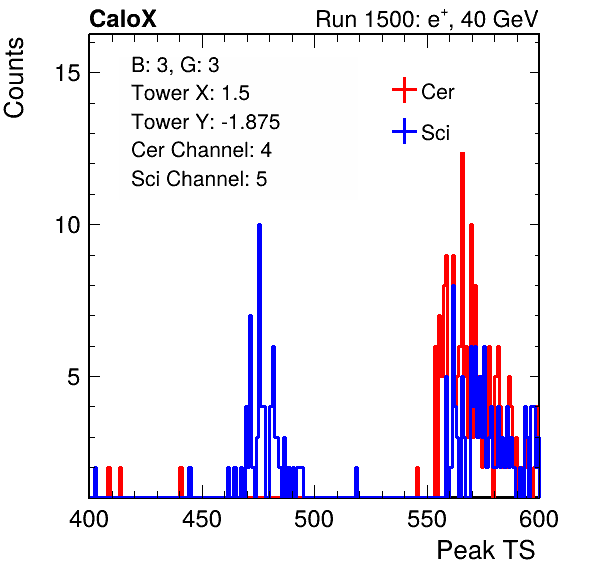 CaloX Run 1500: e+, 40 GeV
Counts
B: 3, G: 3
Tower X: 1.5
Tower Y: -1.875
Cer Channel: 4
Sci Channel: 5
Cer
Sci
15
10
5
400 450 500 550 600
Peak TS